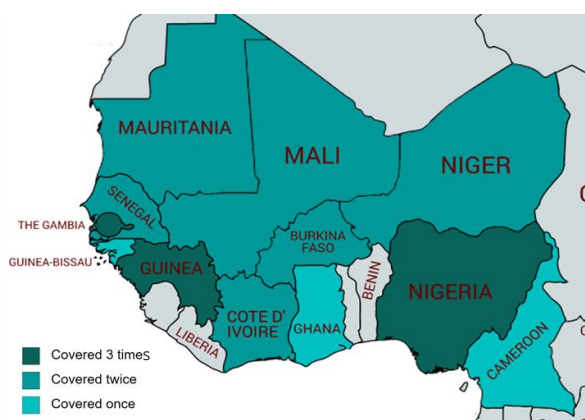 MAURITANIA
MALI
NIGER
SENEGAL
THE GAMBIA
BURKINA
FASO
GUINEA-BISSAU
GUINEA
BENIN
NIGERIA
COTE D'
IVOIRE
GHANA
LIBERIA
CAMEROON
Covered 3 times
Covered twice
Covered once